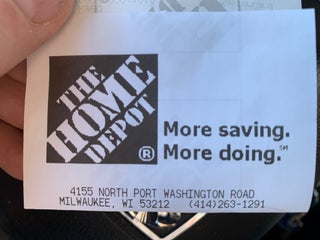 THE
HOME
DEPOT
®
More saving.
More doing.℠
4155 NORTH PORT WASHINGTON ROAD
MILWAUKEE, WI 53212 (414)263-1291